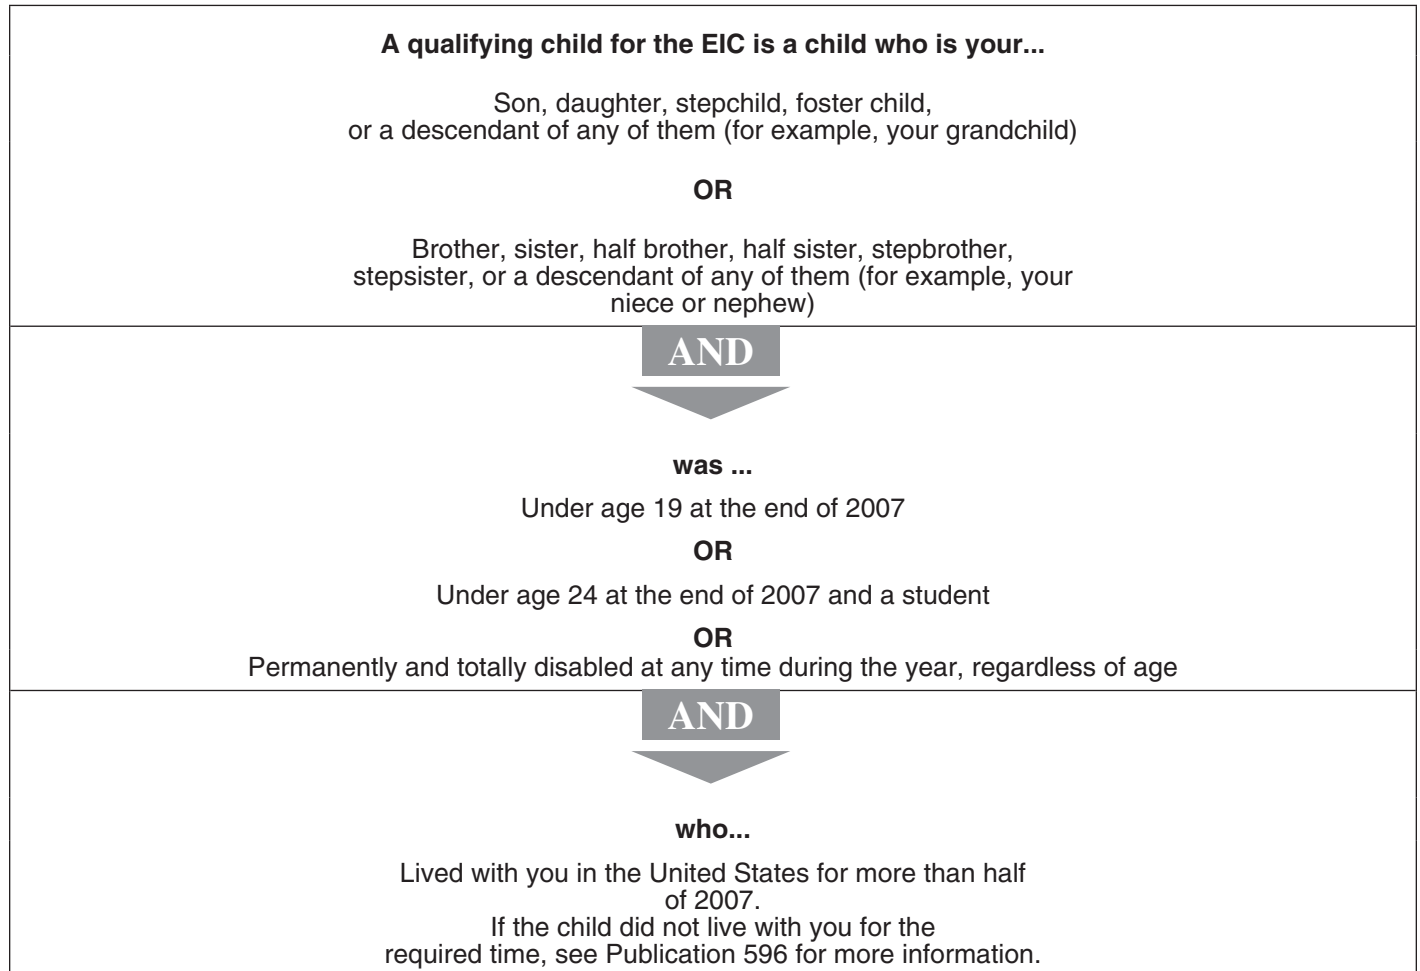 A qualifying child for the EIC is a child who is your...
Son, daughter, stepchild, foster child,
or a descendant of any of them (for example, your grandchild)
OR
Brother, sister, half brother, half sister, stepbrother,
stepsister, or a descendant of any of them (for example, your
niece or nephew)
AND
was ...
Under age 19 at the end of 2007
OR
Under age 24 at the end of 2007 and a student
OR
Permanently and totally disabled at any time during the year, regardless of age
AND
who...
Lived with you in the United States for more than half
of 2007.
If the child did not live with you for the
required time, see Publication 596 for more information.